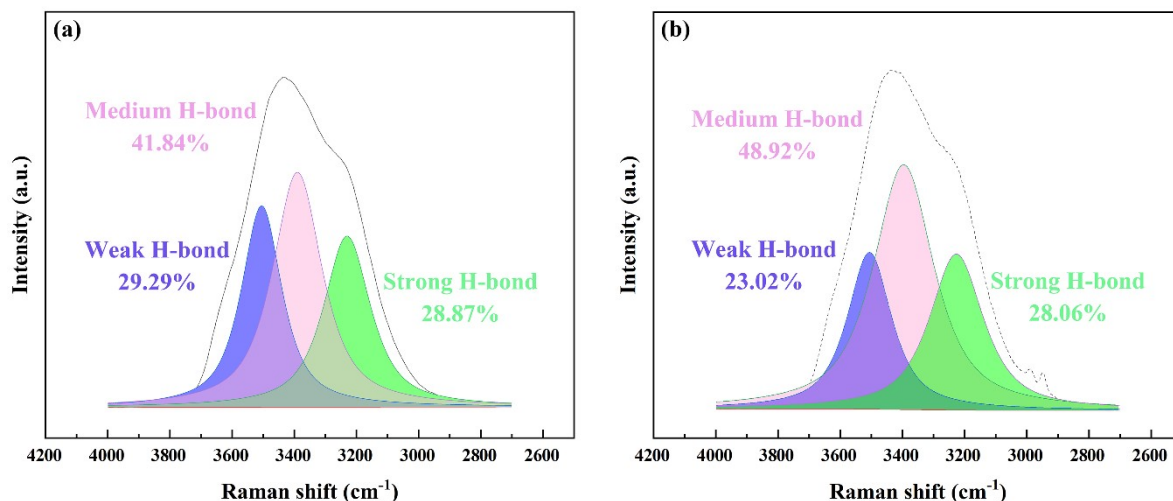 (a)
Medium H-bond
41.84%
Weak H-bond
29.29%
Strong H-bond
28.87%
Intensity (a.u.)
4200 4000 3800 3600 3400 3200 3000 2800 2600
Raman shift (cm⁻¹)
(b)
Medium H-bond
48.92%
Weak H-bond
23.02%
Strong H-bond
28.06%
Intensity (a.u.)
4200 4000 3800 3600 3400 3200 3000 2800 2600
Raman shift (cm⁻¹)